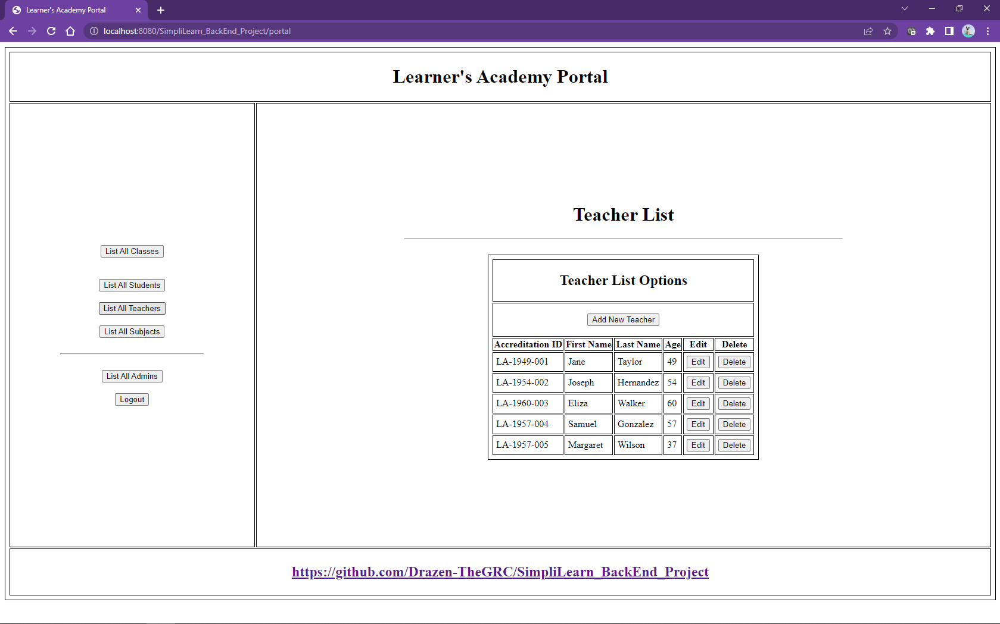 Learner's Academy Portal
localhost:8080/SimpliLearn_BackEnd_Project/portal
Learner's Academy Portal
List All Classes
List All Students
List All Teachers
List All Subjects
List All Admins
Logout
Teacher List
Teacher List Options
Add New Teacher
Accreditation ID First Name Last Name Age Edit Delete
LA-1949-001 Jane Taylor 49 Edit Delete
LA-1954-002 Joseph Hernandez 54 Edit Delete
LA-1960-003 Eliza Walker 60 Edit Delete
LA-1957-004 Samuel Gonzalez 57 Edit Delete
LA-1957-005 Margaret Wilson 37 Edit Delete
https://github.com/Drazen-TheGRC/SimpliLearn_BackEnd_Project